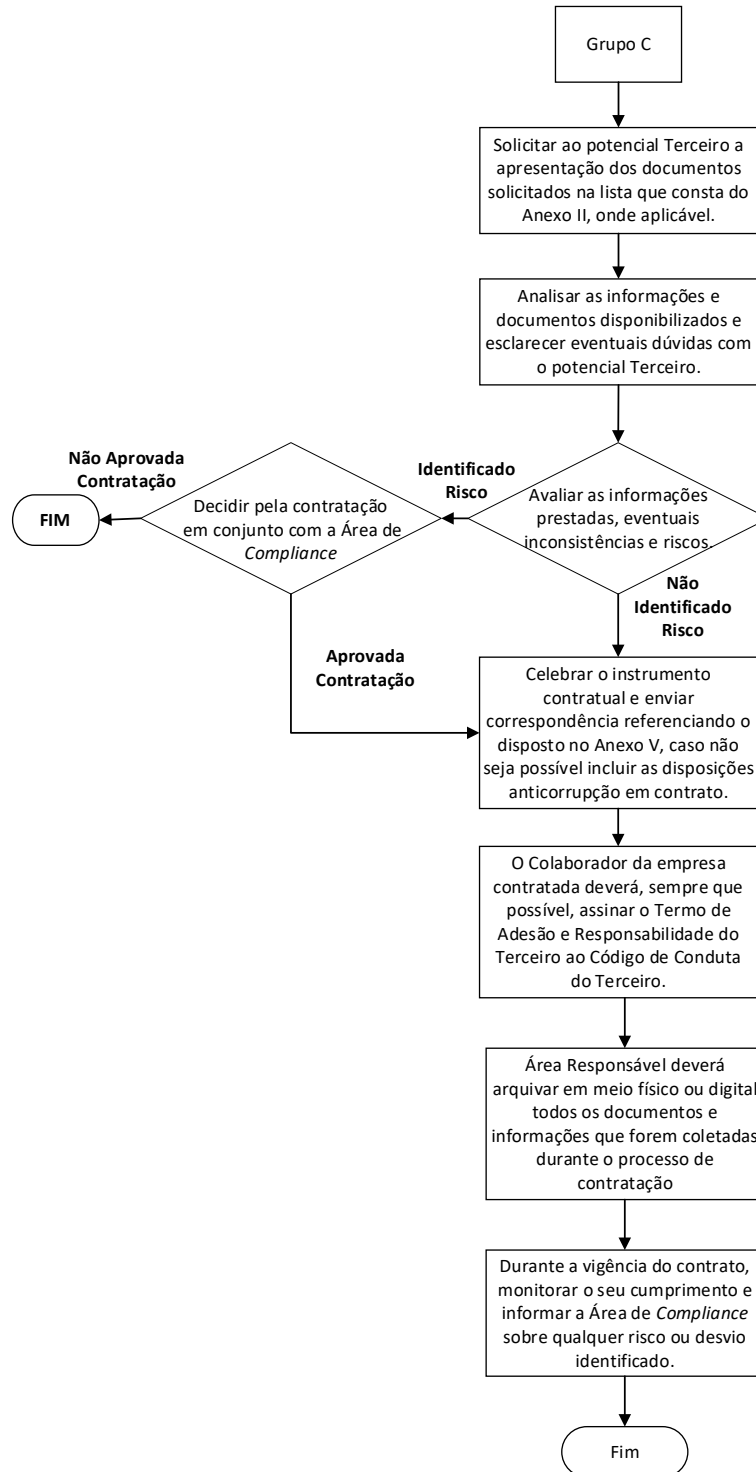 Grupo C
Solicitar ao potencial Terceiro a
apresentação dos documentos
solicitados na lista que consta do
Anexo II, onde aplicável.
Analisar as informações e
documentos disponibilizados e
esclarecer eventuais dúvidas com
o potencial Terceiro.
Avaliar as informações
prestadas, eventuais
inconsistências e riscos.
Identificado
Risco
Decidir pela contratação
em conjunto com a Área de
Compliance
Não Aprovada
Contratação
FIM
Não
Identificado
Risco
Aprovada
Contratação
Celebrar o instrumento
contratual e enviar
correspondência referenciando o
disposto no Anexo V, caso não
seja possível incluir as disposições
anticorrupção em contrato.
O Colaborador da empresa
contratada deverá, sempre que
possível, assinar o Termo de
Adesão e Responsabilidade do
Terceiro ao Código de Conduta
do Terceiro.
Área Responsável deverá
arquivar em meio físico ou digital
todos os documentos e
informações que forem coletadas
durante o processo de
contratação
Durante a vigência do contrato,
monitorar o seu cumprimento e
informar a Área de Compliance
sobre qualquer risco ou desvio
identificado.
Fim